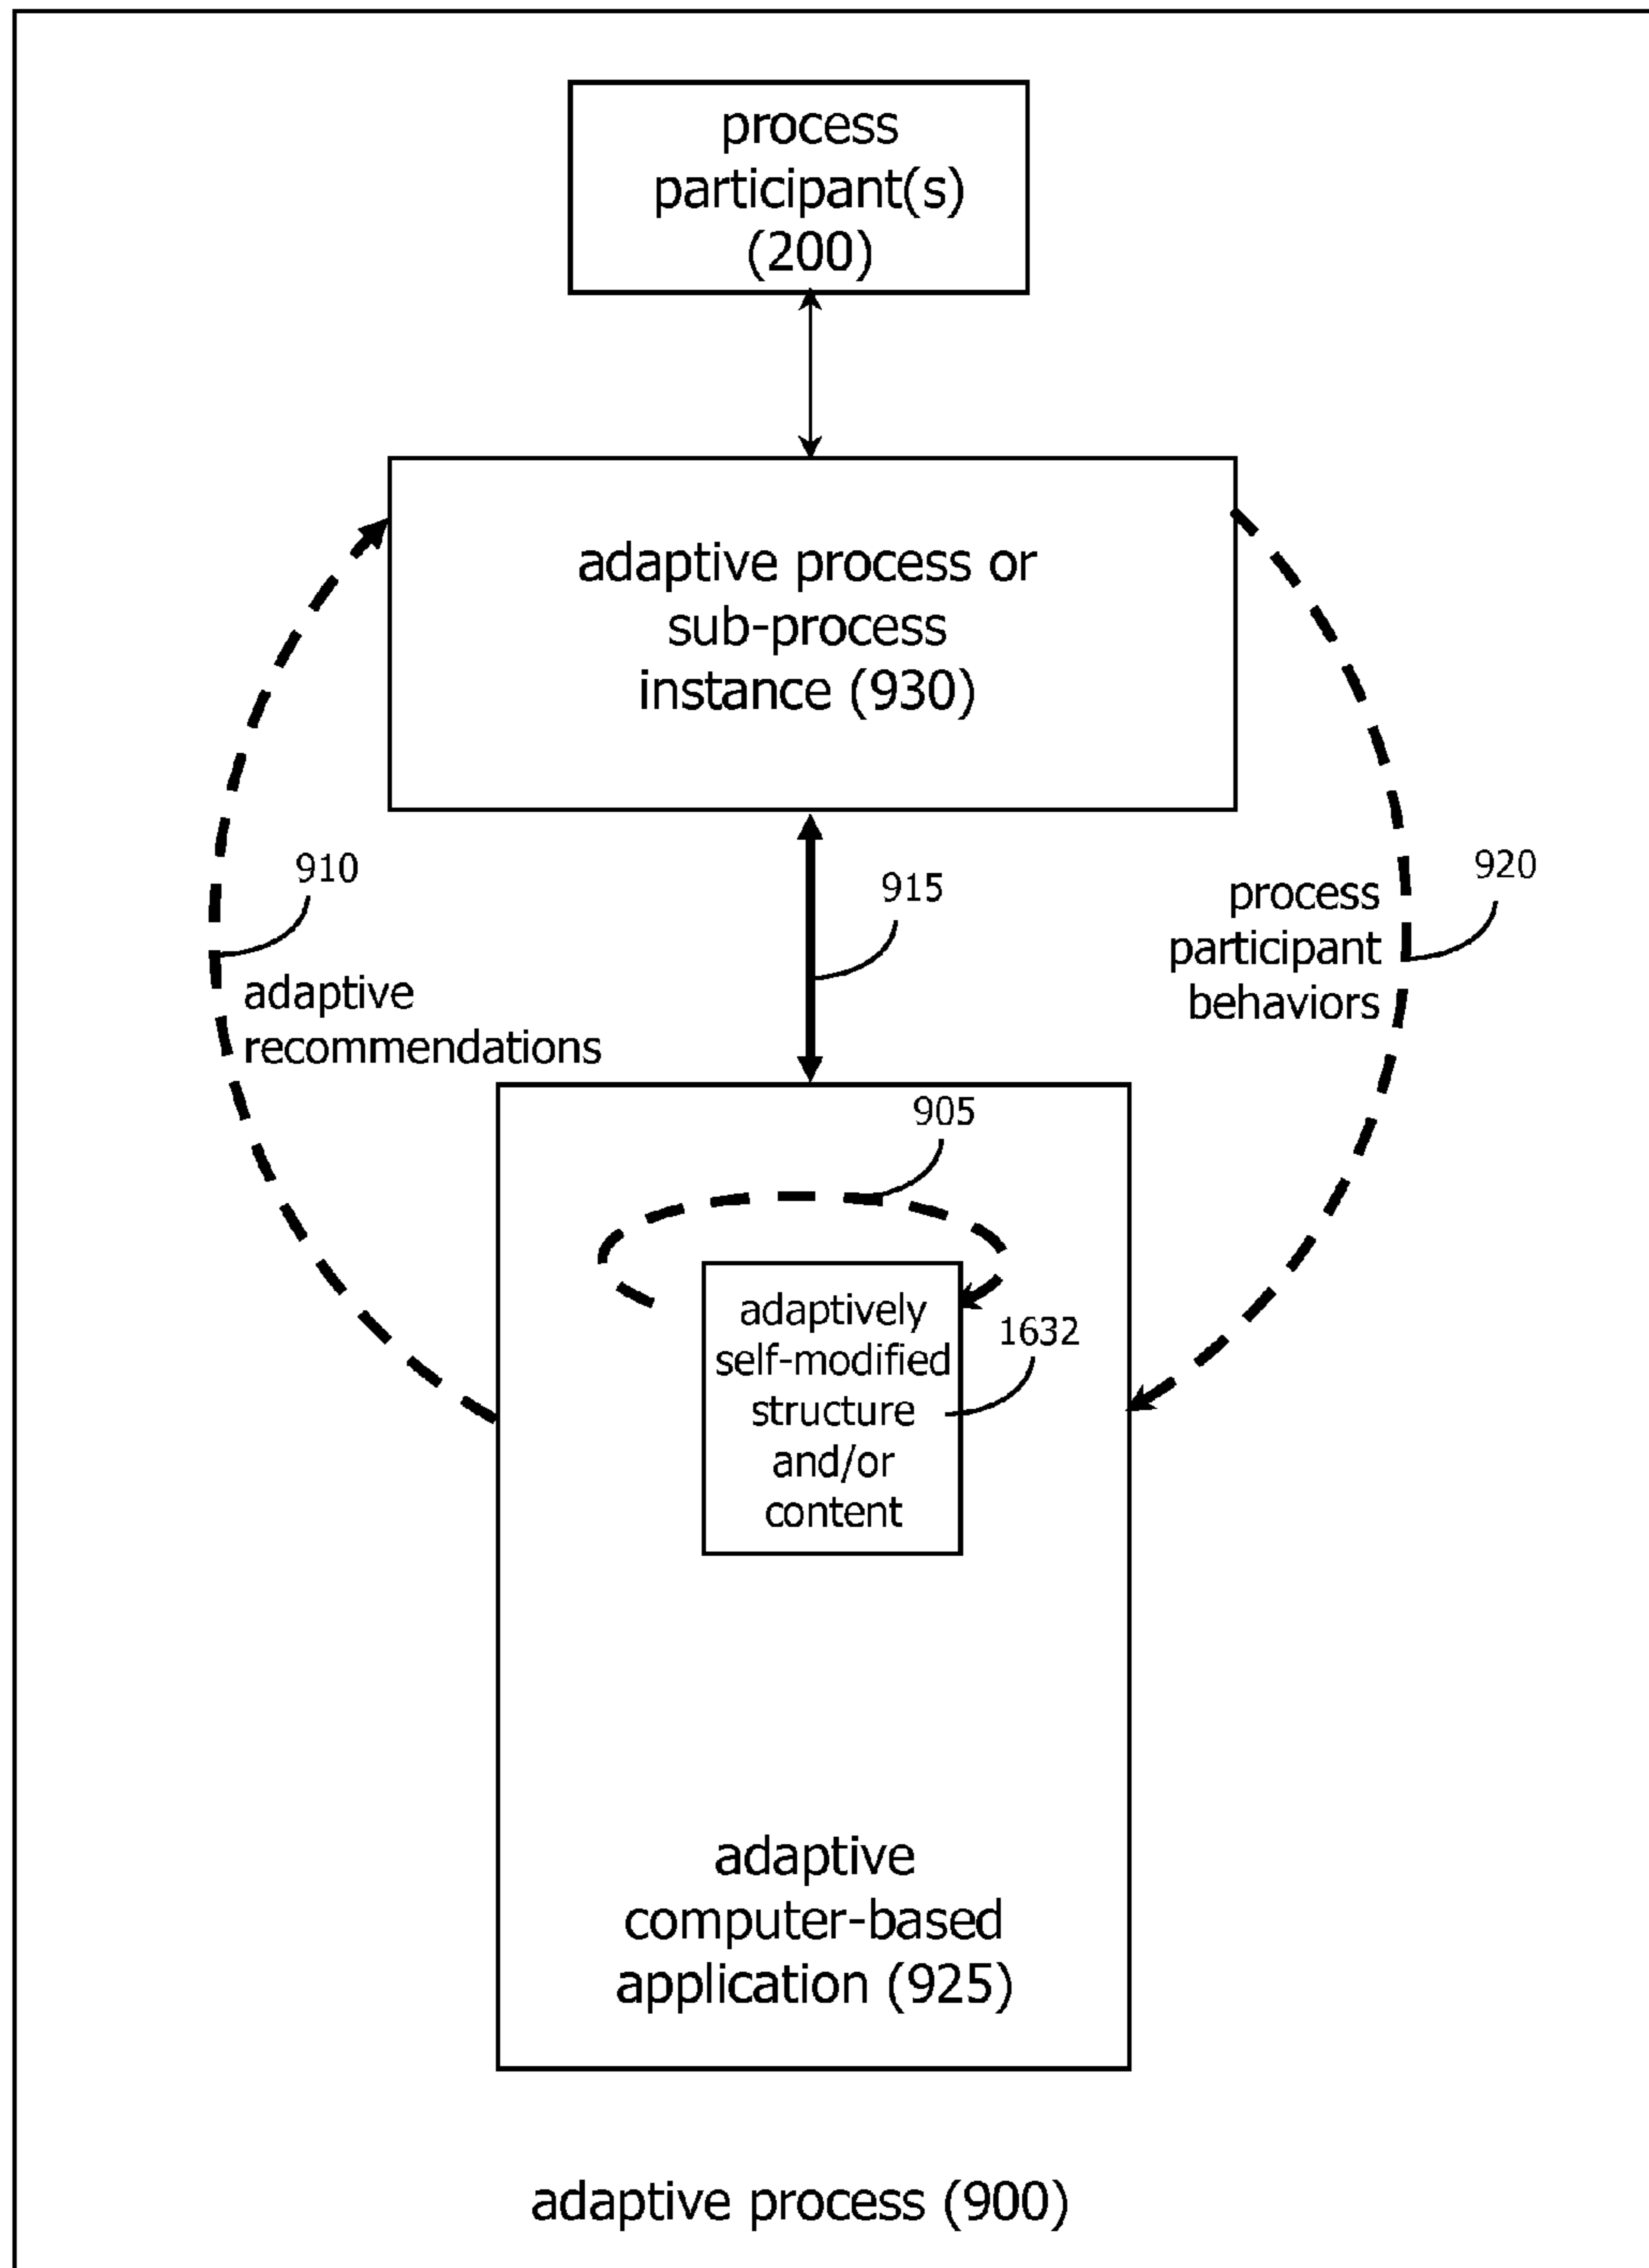 process
participant(s)
(200)
adaptive process or
sub-process
instance (930)
910
915
920
process
participant
behaviors
adaptive
recommendations
905
adaptively
self-modified
structure
and/or
content
1632
adaptive
computer-based
application (925)
adaptive process (900)